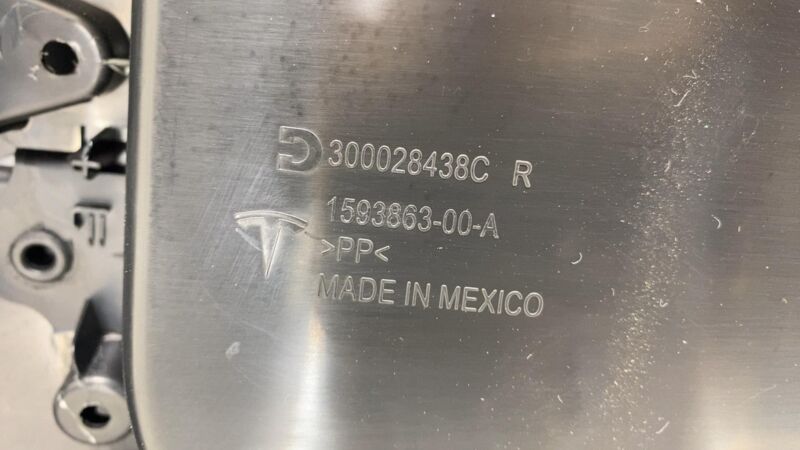 300028438C R
1593863-00-A
>PP<
MADE IN MEXICO